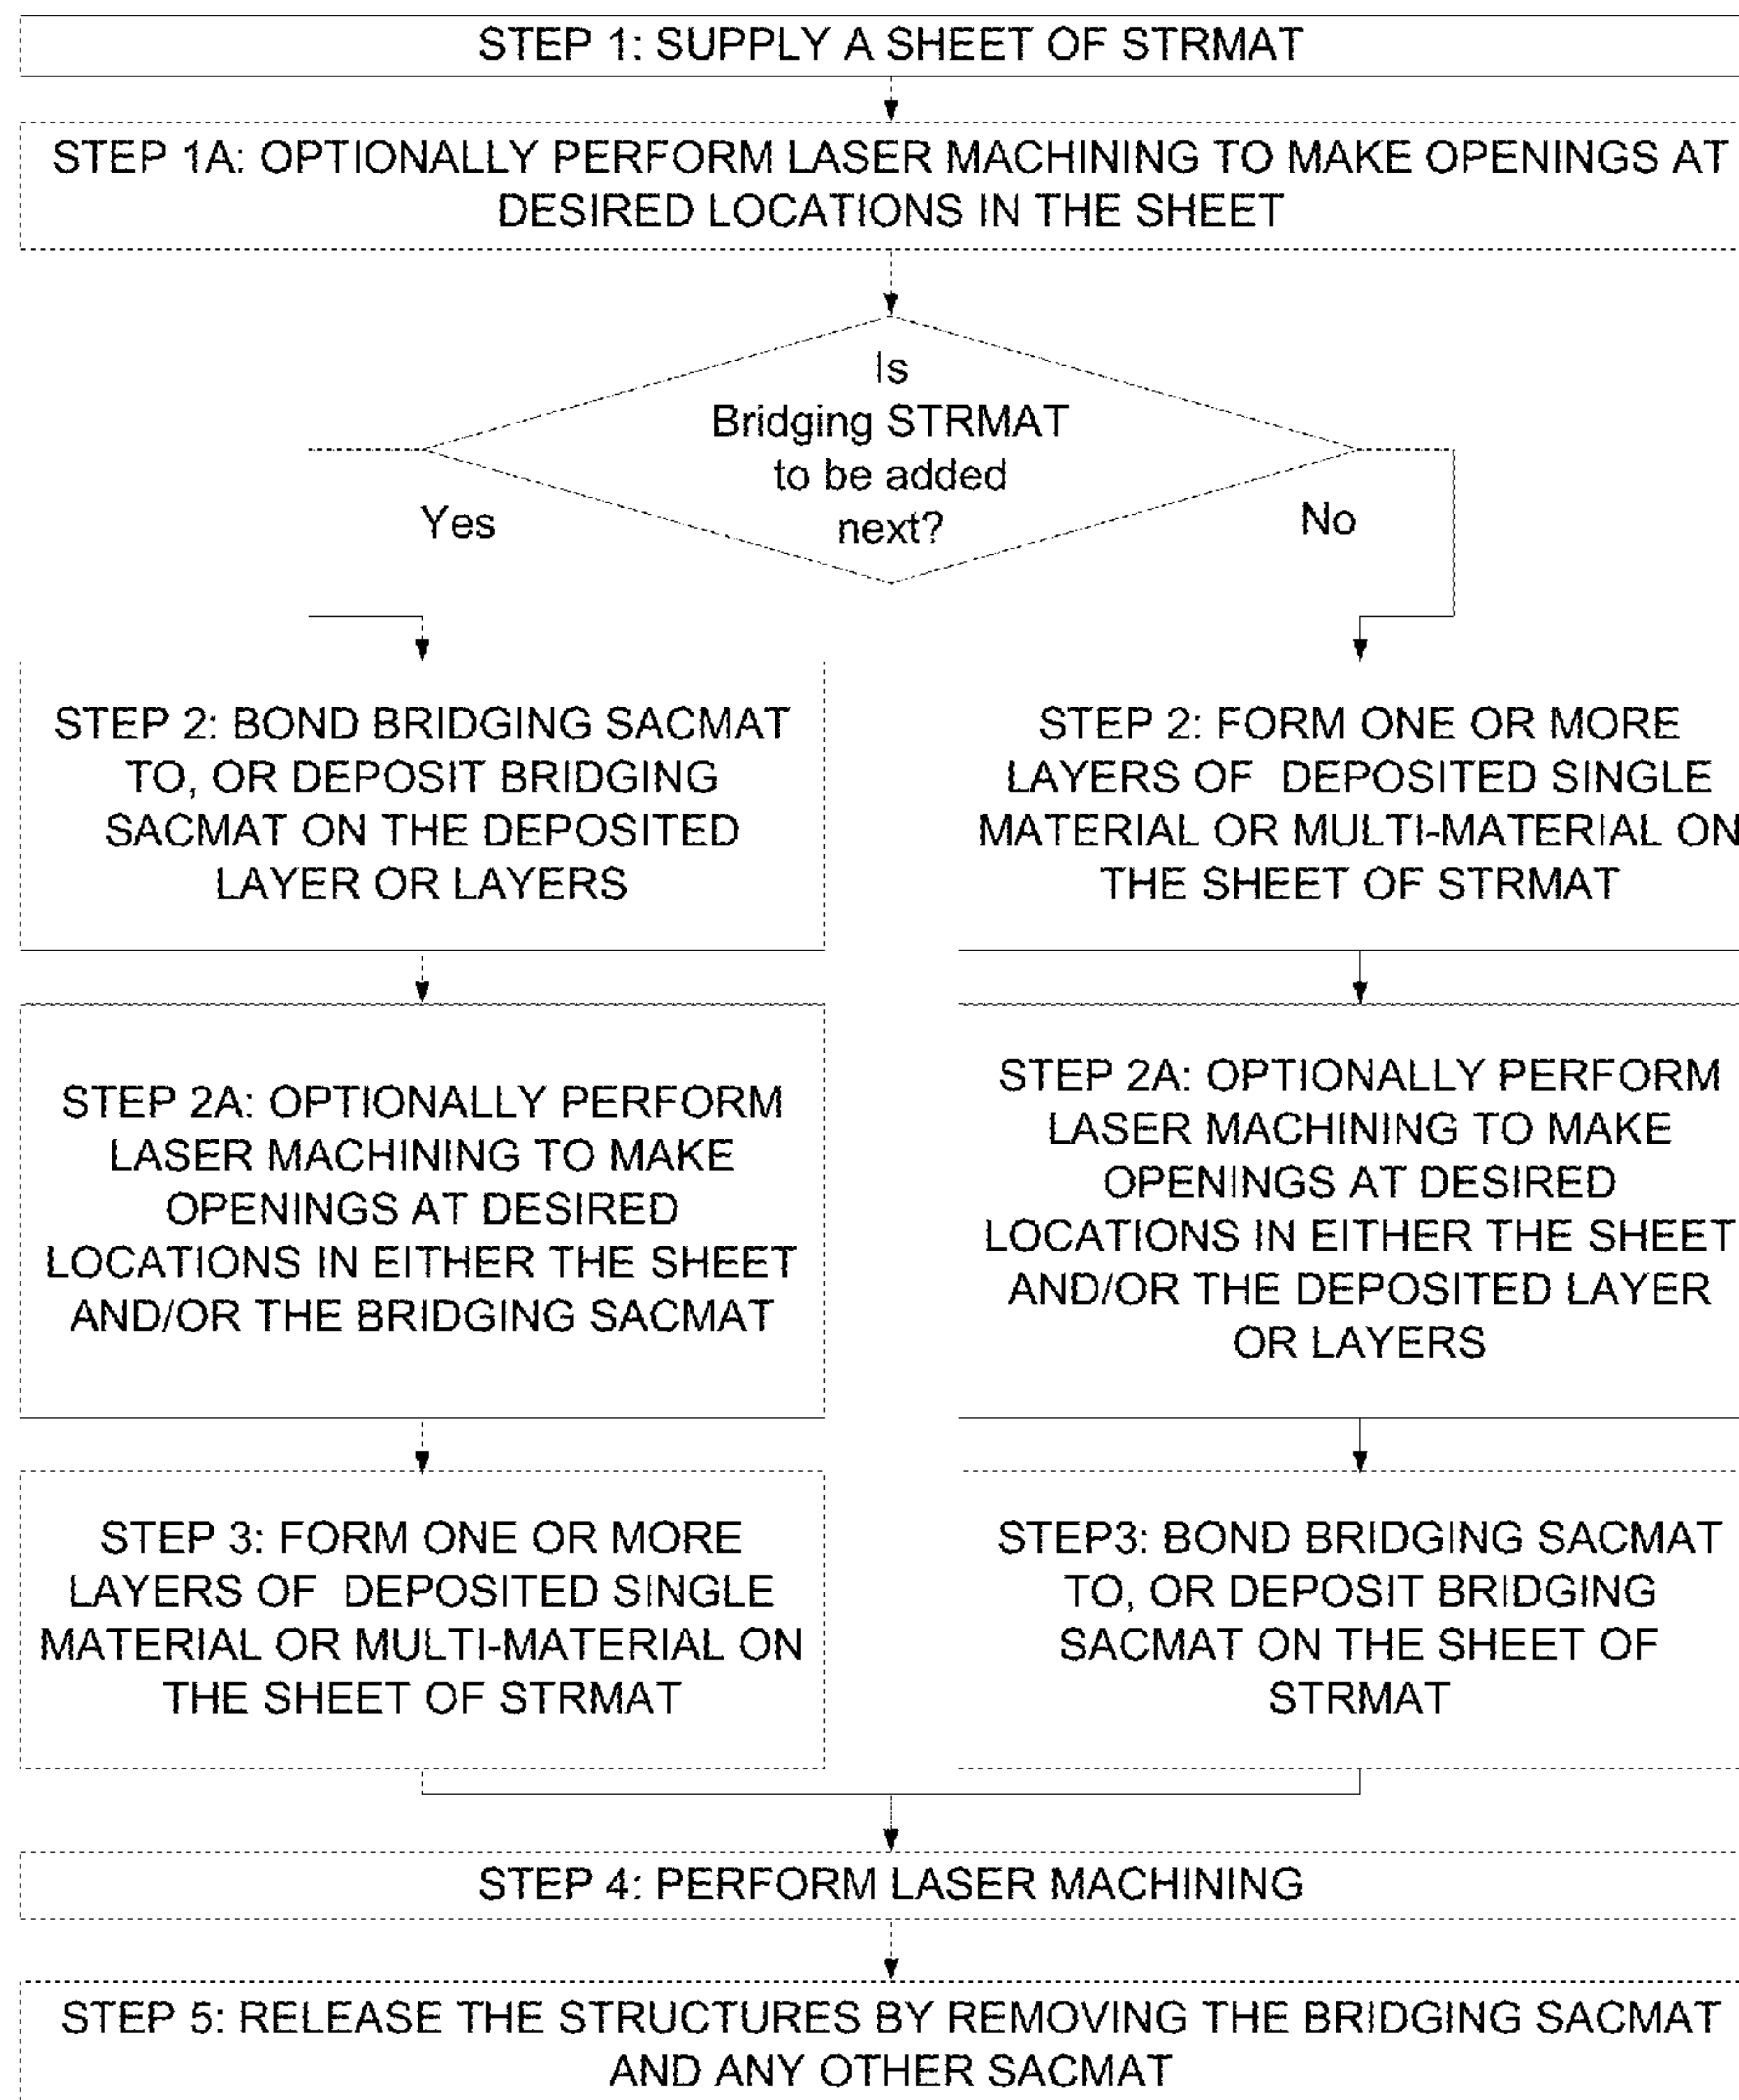 STEP 1: SUPPLY A SHEET OF STRMAT
STEP 1A: OPTIONALLY PERFORM LASER MACHINING TO MAKE OPENINGS AT
DESIRED LOCATIONS IN THE SHEET
Is
Bridging STRMAT
to be added
next?
Yes
No
STEP 2: BOND BRIDGING SACMAT
TO, OR DEPOSIT BRIDGING
SACMAT ON THE DEPOSITED
LAYER OR LAYERS
STEP 2: FORM ONE OR MORE
LAYERS OF DEPOSITED SINGLE
MATERIAL OR MULTI-MATERIAL ON
THE SHEET OF STRMAT
STEP 2A: OPTIONALLY PERFORM
LASER MACHINING TO MAKE
OPENINGS AT DESIRED
LOCATIONS IN EITHER THE SHEET
AND/OR THE BRIDGING SACMAT
STEP 2A: OPTIONALLY PERFORM
LASER MACHINING TO MAKE
OPENINGS AT DESIRED
LOCATIONS IN EITHER THE SHEET
AND/OR THE DEPOSITED LAYER
OR LAYERS
STEP 3: FORM ONE OR MORE
LAYERS OF DEPOSITED SINGLE
MATERIAL OR MULTI-MATERIAL ON
THE SHEET OF STRMAT
STEP3: BOND BRIDGING SACMAT
TO, OR DEPOSIT BRIDGING
SACMAT ON THE SHEET OF
STRMAT
STEP 4: PERFORM LASER MACHINING
STEP 5: RELEASE THE STRUCTURES BY REMOVING THE BRIDGING SACMAT
AND ANY OTHER SACMAT